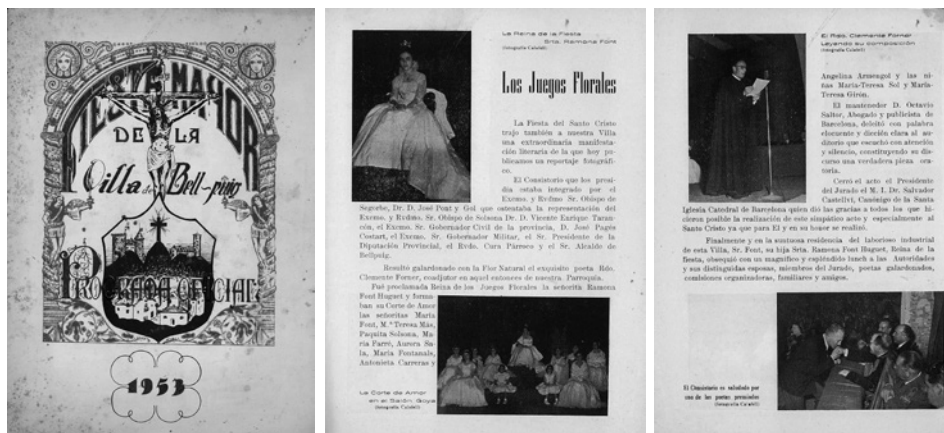 FIESTA MAYOR
DE LA
Villa de Bell-puig
PROGRAMA OFICIAL
1953
La Reina de la Fiesta
Srta. Ramona Font
(fotografía Calafell)
Los Juegos Florales
La Fiesta del Santo Cristo
trajo también a nuestra Villa
una extraordinaria manifesta-
ción literaria de la que hoy pu-
blicamos un reportaje fotográfi-
co.
El Consistorio que los presi-
día estaba integrado por el
Excmo. y Rvdmo Sr. Obispo de
Segorbe, Dr. D. José Pont y Gol que ostentaba la representación del
Excmo. y Rvdmo. Sr. Obispo de Solsona Dr. D. Vicente Enrique Taran-
cón, el Excmo. Sr. Gobernador Civil de la provincia, D. José Pagés
Costart, el Excmo. Sr. Gobernador Militar, el Sr. Presidente de la
Diputación Provincial, el Rvdo. Cura Párroco y el Sr. Alcalde de
Bellpuig.
Resultó galardonado con la Flor Natural el exquisito poeta Rdo.
Clemente Forner, coadjutor en aquel entonces de nuestra Parroquia.
Fué proclamada Reina de los Juegos Florales la señorita Ramona
Font Huguet y forma-
ban su Corte de Amor
las señoritas María
Font, M.ª Teresa Más,
Paquita Solsona, Ma-
ría Farré, Aurora Sa-
la, María Fontanals,
Antonieta Carreras y
La Corte de Amor
en el Salón Goya
(fotografía Calafell)
El Rdo. Clemente Forner
Leyendo su composición
(fotografía Calafell)
Angelina Armengol y las ni-
ñas María-Teresa Sol y María-
Teresa Girón.
El mantenedor D. Octavio
Saltor, Abogado y publicista de
Barcelona, deleitó con palabra
elocuente y dicción clara al au-
ditorio que escuchó con atención
y silencio, constituyendo su dis-
curso una verdadera pieza ora-
toria.
Cerró el acto el Presidente
del Jurado el M. I. Dr. Salvador
Castellví, Canónigo de la Santa
Iglesia Catedral de Barcelona quien dió las gracias a todos los que hi-
cieron posible la realización de este simpático acto y especialmente al
Santo Cristo ya que para El y en su honor se realizó.
Finalmente y en la suntuosa residencia del laborioso industrial
de esta Villa, Sr. Font, su hija Srta. Ramona Font Huguet, Reina de la
fiesta, obsequió con un magnífico y espléndido lunch a las Autoridades
y sus distinguidas esposas, miembros del Jurado, poetas galardonados,
comisiones organizadoras, familiares y amigos.
El Consistorio es saludado por
uno de los poetas premiados
(fotografía Calafell)